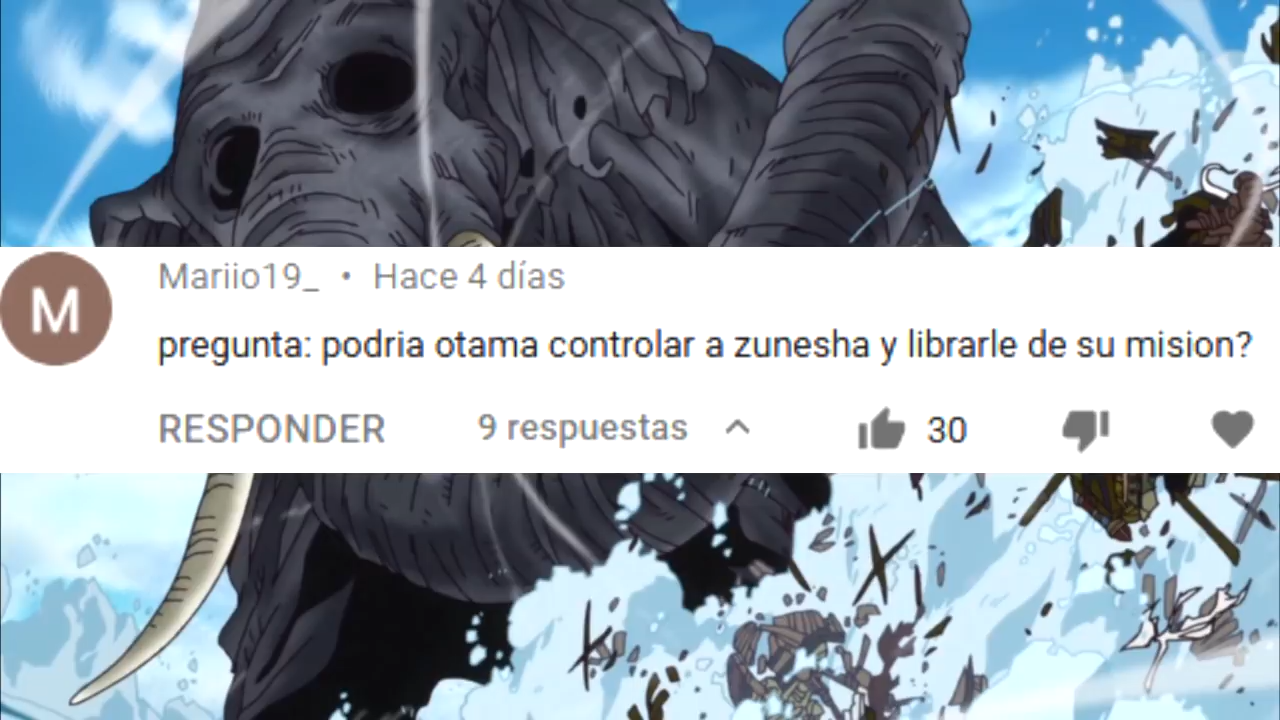 M
Mariio19_ • Hace 4 días
pregunta: podria otama controlar a zunesha y librarle de su mision?
RESPONDER 9 respuestas 30